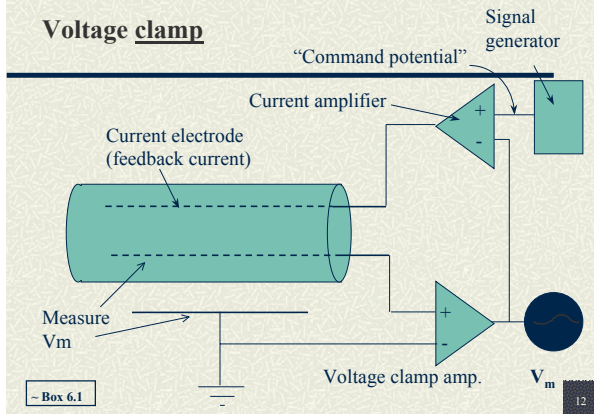 Voltage clamp
Signal
generator
“Command potential”
Current amplifier
+
-
Current electrode
(feedback current)
Measure
Vm
+
-
Voltage clamp amp.
Vm
~ Box 6.1
12